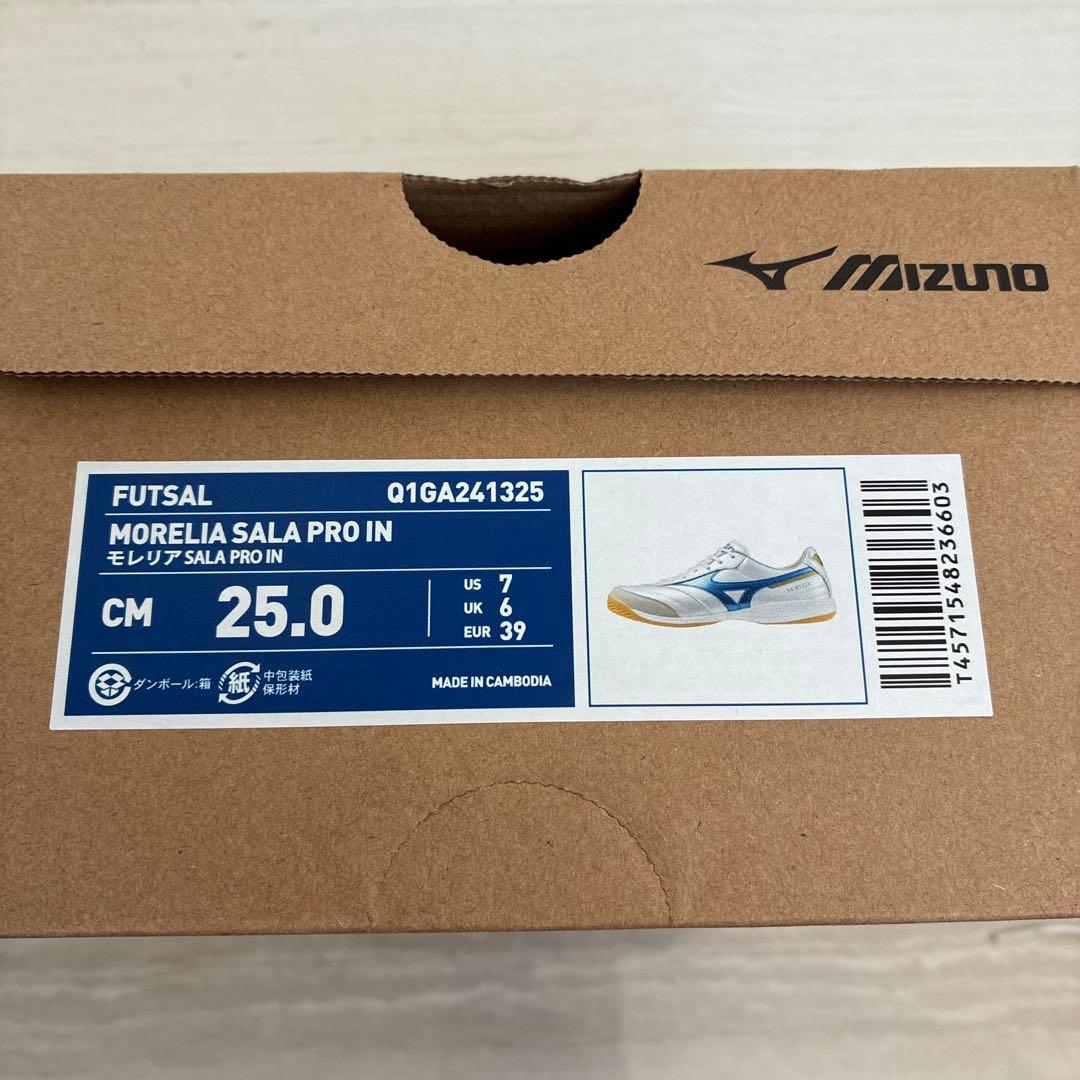 MIZUNO
FUTSAL Q1GA241325
MORELIA SALA PRO IN
モレリア SALA PRO IN
CM 25.0
US 7
UK 6
EUR 39
ダンボール:箱
紙
中包装紙
保形材
MADE IN CAMBODIA
MORELIA
T4571548236603